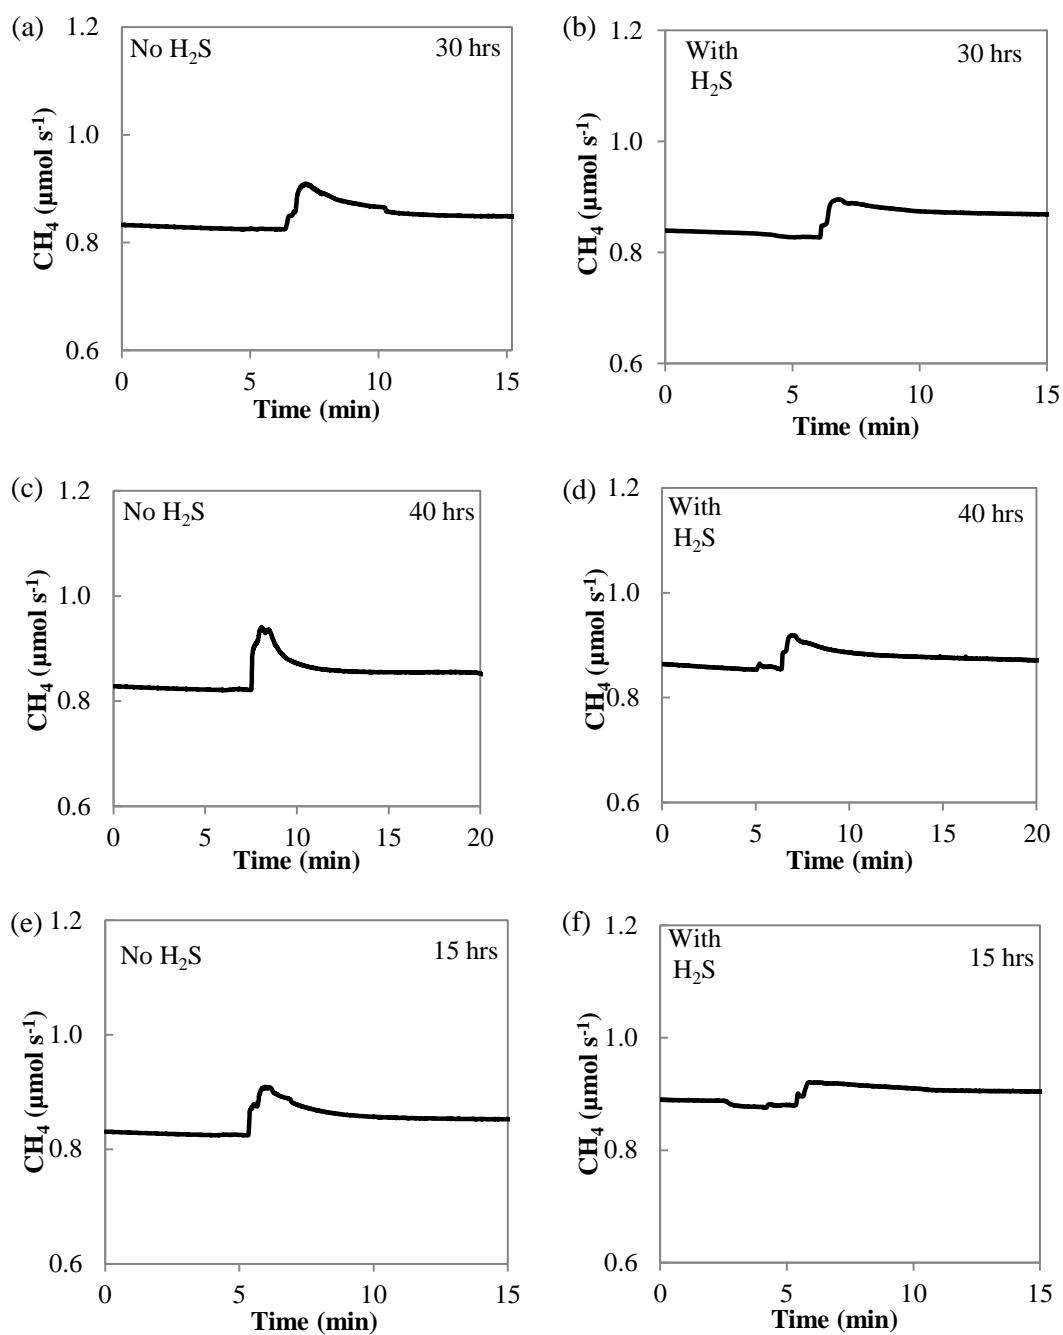 (a)
No H₂S
30 hrs
CH₄ (µmol s⁻¹)
1.2
1.0
0.8
0.6
0 5 10 15
Time (min)
(b)
With
H₂S
30 hrs
CH₄ (µmol s⁻¹)
1.2
1.0
0.8
0.6
0 5 10 15
Time (min)
(c)
No H₂S
40 hrs
CH₄ (µmol s⁻¹)
1.2
1.0
0.8
0.6
0 5 10 15 20
Time (min)
(d)
With
H₂S
40 hrs
CH₄ (µmol s⁻¹)
1.2
1.0
0.8
0.6
0 5 10 15 20
Time (min)
(e)
No H₂S
15 hrs
CH₄ (µmol s⁻¹)
1.2
1.0
0.8
0.6
0 5 10 15
Time (min)
(f)
With
H₂S
15 hrs
CH₄ (µmol s⁻¹)
1.2
1.0
0.8
0.6
0 5 10 15
Time (min)